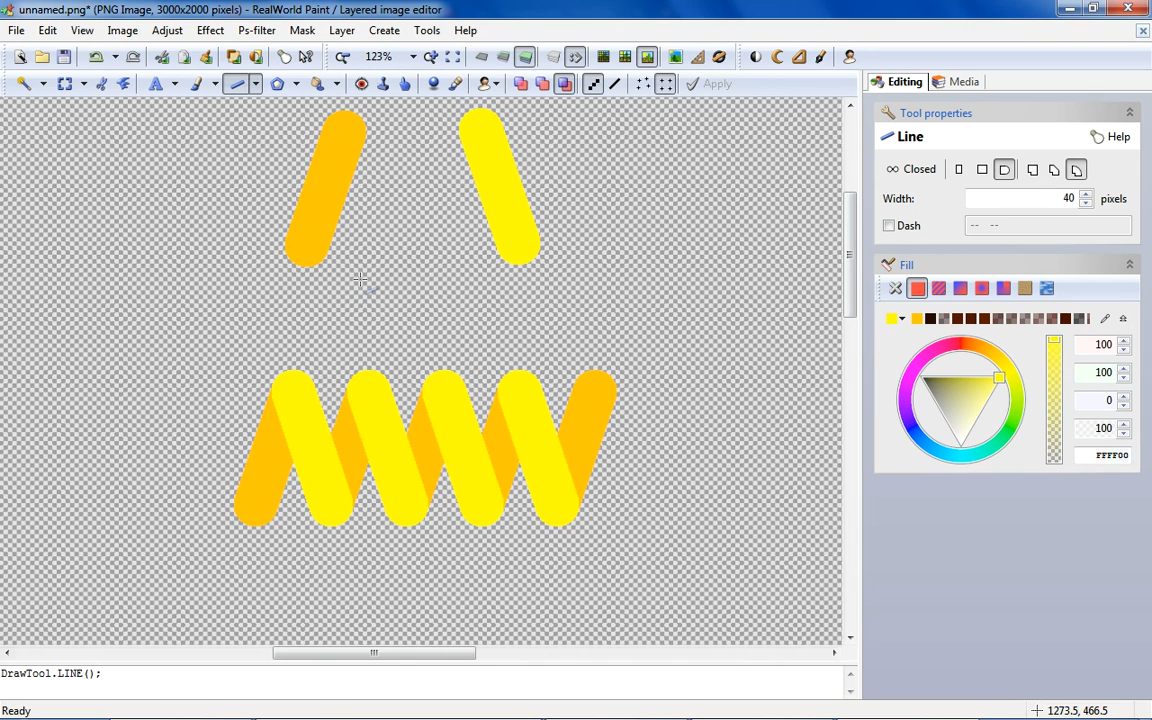 unnamed.png* (PNG Image, 3000x2000 pixels) - RealWorld Paint / Layered image editor
File Edit View Image Adjust Effect Ps-filter Mask Layer Create Tools Help
123%
Apply
Editing Media
Tool properties
Line Help
Closed
Width: 40 pixels
Dash -- --
Fill
100
100
0
100
FFFF00
DrawTool.LINE();
Ready 1273.5, 466.5